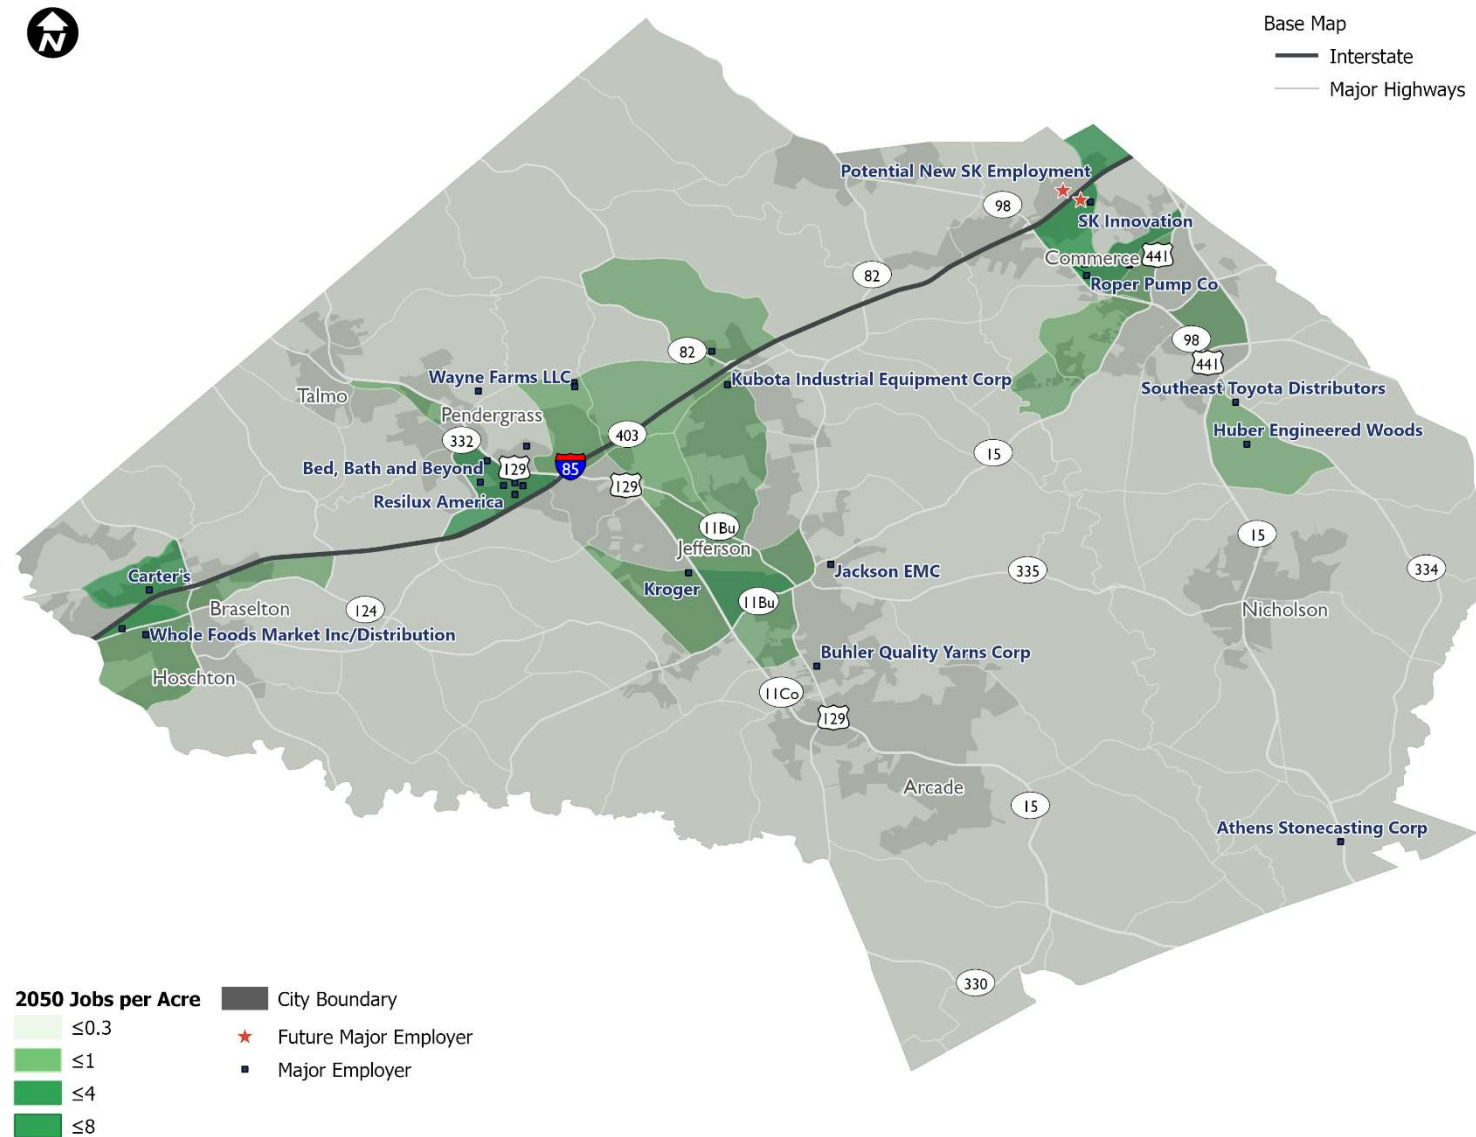 N
Base Map
Interstate
Major Highways
Potential New SK Employment
98
SK Innovation
Commerce
441
82
Roper Pump Co
98
82
441
Wayne Farms LLC
Kubota Industrial Equipment Corp
Talmo
Southeast Toyota Distributors
Pendergrass
403
Huber Engineered Woods
332
15
Bed, Bath and Beyond
129
85
129
Resilux America
11Bu
15
Jefferson
Carter's
Jackson EMC
335
334
Kroger
11Bu
Braselton
124
Nicholson
Whole Foods Market Inc/Distribution
Buhler Quality Yarns Corp
Hoschton
11Co
129
Arcade
15
Athens Stonecasting Corp
330
2050 Jobs per Acre
≤0.3
≤1
≤4
≤8
City Boundary
Future Major Employer
Major Employer